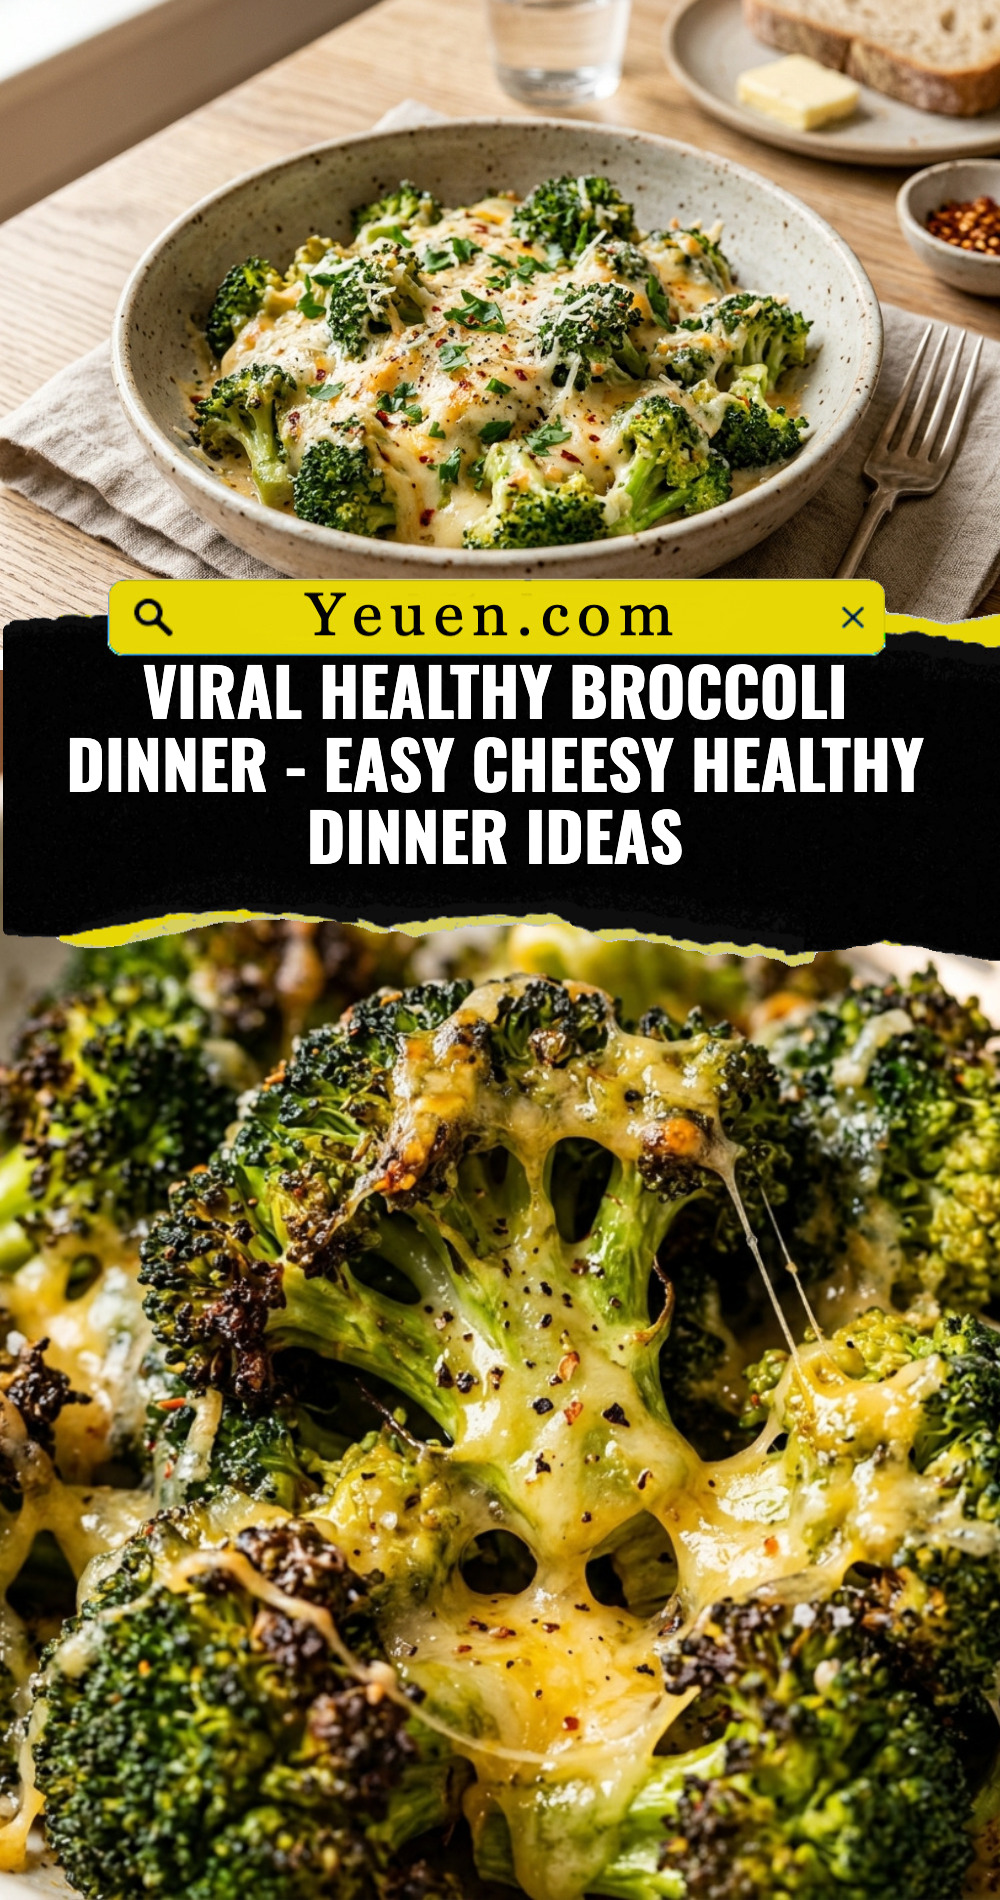 Yeuen.com
VIRAL HEALTHY BROCCOLI
DINNER - EASY CHEESY HEALTHY
DINNER IDEAS